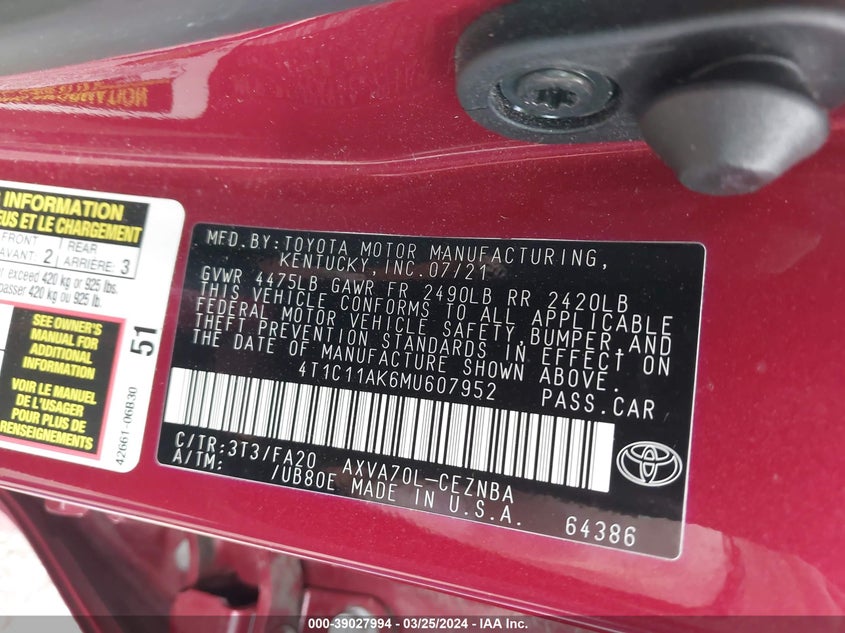 INFORMATION
EUS ET LE CHARGEMENT
FRONT
AVANT: 2
REAR
ARRIÈRE: 3
exceed 420 kg or 925 lbs.
passer 420 kg ou 925 lb.
SEE OWNER'S
MANUAL FOR
ADDITIONAL
INFORMATION
VOIR LE MANUEL
DE L'USAGER
POUR PLUS DE
RENSEIGNEMENTS
51
42661-06B30
MFD. BY: TOYOTA MOTOR MANUFACTURING,
KENTUCKY, INC. 07/21
GVWR 4475LB GAWR FR 2490LB RR 2420LB
THIS VEHICLE CONFORMS TO ALL APPLICABLE
FEDERAL MOTOR VEHICLE SAFETY, BUMPER, AND
THEFT PREVENTION STANDARDS IN EFFECT ON
THE DATE OF MANUFACTURE SHOWN ABOVE.
4T1C11AK6MU607952 PASS. CAR
C/TR: 3T3/FA20 AXVA70L-CEZNBA
A/TM: /UB80E MADE IN U.S.A.
64386
000-39027994 - 03/25/2024 - IAA Inc.